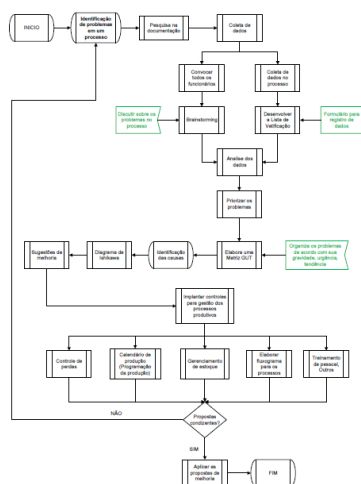 INICIO
Identificação
de problemas
em um
processo
Pesquisa na
documentação
Coleta de
dados
Convocar
todos os
funcionários
Coleta de
dados no
processo
Discutir sobre os
problemas no
processo
Brainstorming
Desenvolver
a Lista de
Verificação
Formulário para
registro de
dados
Analise dos
dados
Priorizar os
problemas
Sugestões de
melhoria
Diagrama de
Ishikawa
Identificação
das causas
Elabora uma
Matriz GUT
Organiza os problemas
de acordo com sua
gravidade, urgência,
tendência
Implantar controles
para gestão dos
processos
produtivos
Controle de
perdas
Calendário de
produção
(Programação
da produção)
Gerenciamento
de estoque
Elaborar
fluxograma para
os processos
Treinamento
de pessoal,
Outros
NÃO
Propostas
condizentes?
SIM
Aplicar as
propostas de
melhoria
FIM